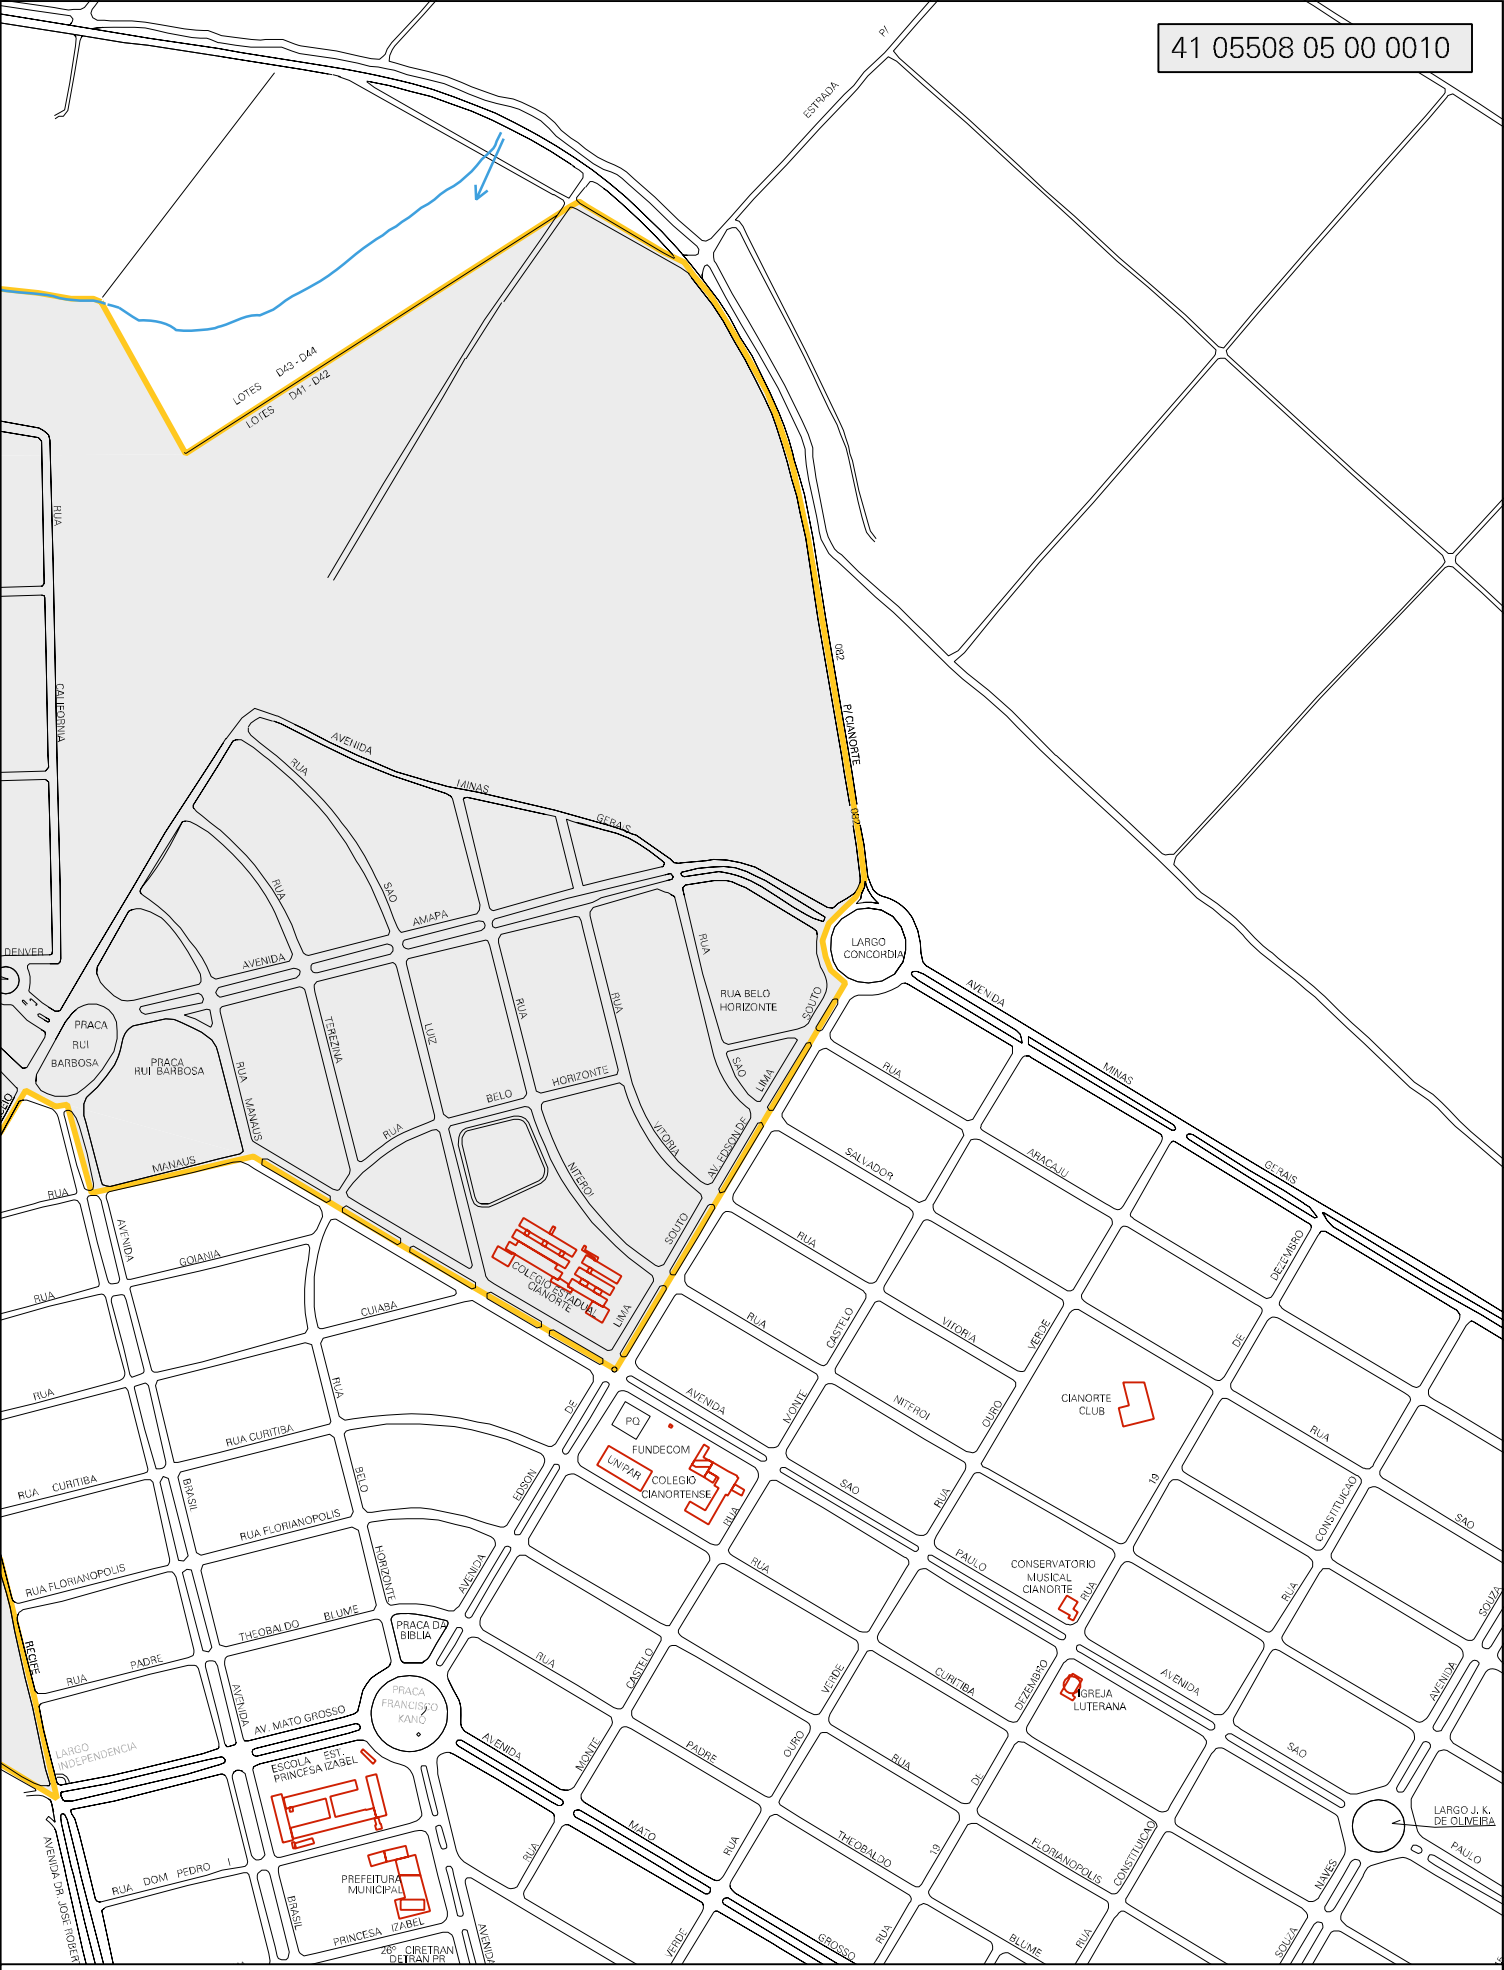 41 05508 05 00 0010
P/
ESTRADA
LOTES D43 - D44
LOTES D41 - D42
RUA
CALIFORNIA
082
P/ CIANORTE
082
AVENIDA
MINAS
GERAIS
RUA
RUA
SAO
AMAPA
AVENIDA
DENVER
LARGO
CONCORDIA
RUA
RUA BELO
HORIZONTE
SOUTO
AVENIDA
MINAS
GERAIS
PRACA
RUI
BARBOSA
PRACA
RUI BARBOSA
TEREZINA
LUIZ
RUA
RUA
RUA
MANAUS
BELO
HORIZONTE
SAO
LIMA
RUA
VITORIA
AV. EDSON DE
NITEROI
SOUTO
MANAUS
COLEGIO ESTADUAL
CIANORTE
LIMA
RUA
SALVADOR
ARACAJU
RUA
AVENIDA
GOIANIA
RUA
CUIABA
RUA
RUA
RUA
CASTELO
VITORIA
VERDE
DEZEMBRO
DE
RUA CURITIBA
RUA CURITIBA
BRASIL
BELO
DE
AVENIDA
MONTE
NITEROI
OURO
CIANORTE
CLUB
RUA
PQ
FUNDECOM
UNIPAR
COLEGIO
CIANORTENSE
RUA
EDSON
SAO
RUA
19
CONSTITUICAO
SAO
RUA FLORIANOPOLIS
RUA FLORIANOPOLIS
HORIZONTE
AVENIDA
RUA
PAULO
CONSERVATORIO
MUSICAL
CIANORTE
RUA
RUA
SOUZA
RECIFE
RUA PADRE
THEOBALDO BLUME
PRACA DA
BIBLIA
RUA
CASTELO
VERDE
CURITIBA
DEZEMBRO
IGREJA
LUTERANA
AVENIDA
AVENIDA
AVENIDA
PRACA
FRANCISCO
KANO
AV. MATO GROSSO
LARGO
INDEPENDENCIA
ESCOLA EST.
PRINCESA IZABEL
AVENIDA
MONTE
PADRE
OURO
RUA
DE
SAO
LARGO J. K.
DE OLIVEIRA
PAULO
AVENIDA DR. JOSE ROBERT
RUA DOM PEDRO I
PREFEITURA
MUNICIPAL
RUA
MATO
RUA
THEOBALDO
19
FLORIANOPOLIS
CONSTITUICAO
NAVES
BRASIL
PRINCESA IZABEL
26º CIRETRAN
DETRAN PR
AVENIDA
VERDE
GROSSO
RUA
BLUME
RUA
SOUZA